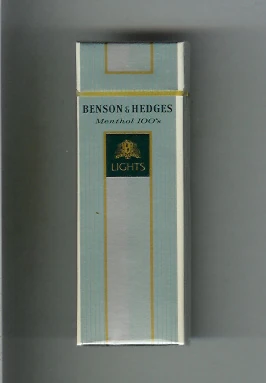 BENSON & HEDGES
Menthol 100's
LIGHTS